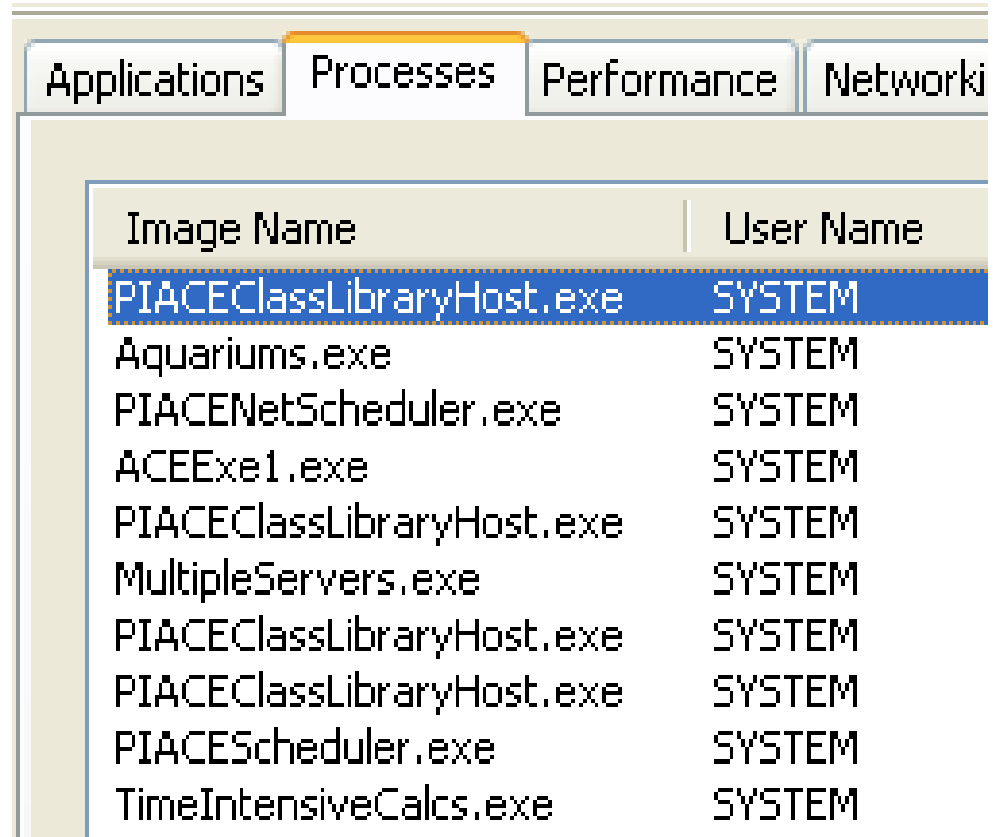 Applications Processes Performance Networki
Image Name User Name
PIACEClassLibraryHost.exe SYSTEM
Aquariums.exe SYSTEM
PIACENetScheduler.exe SYSTEM
ACEExe1.exe SYSTEM
PIACEClassLibraryHost.exe SYSTEM
MultipleServers.exe SYSTEM
PIACEClassLibraryHost.exe SYSTEM
PIACEClassLibraryHost.exe SYSTEM
PIACEScheduler.exe SYSTEM
TimeIntensiveCalcs.exe SYSTEM